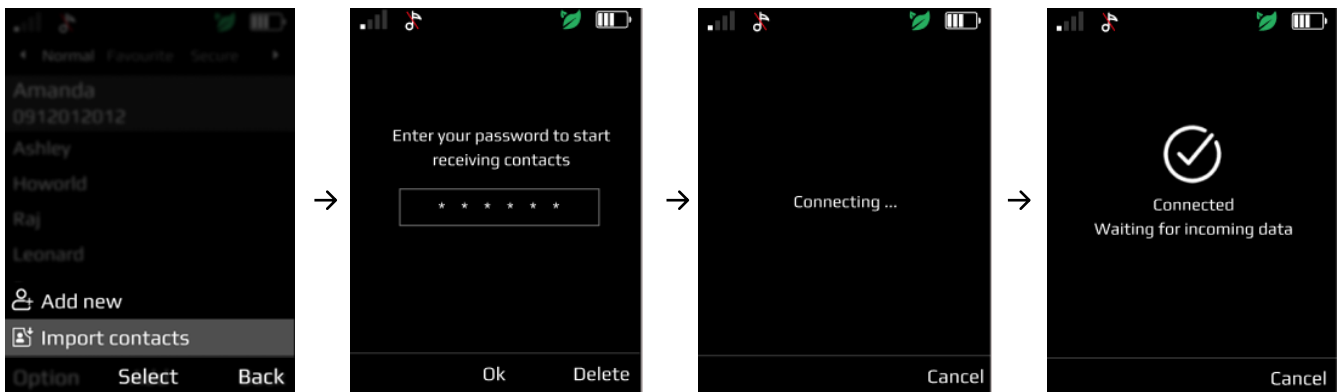 Normal Favourite Secure
Amanda
0912012012
Ashley
Howorld
Raj
Leonard
Add new
Import contacts
Option Select Back
→
Enter your password to start
receiving contacts
* * * * * *
Ok Delete
→
Connecting ...
Cancel
→
Connected
Waiting for incoming data
Cancel